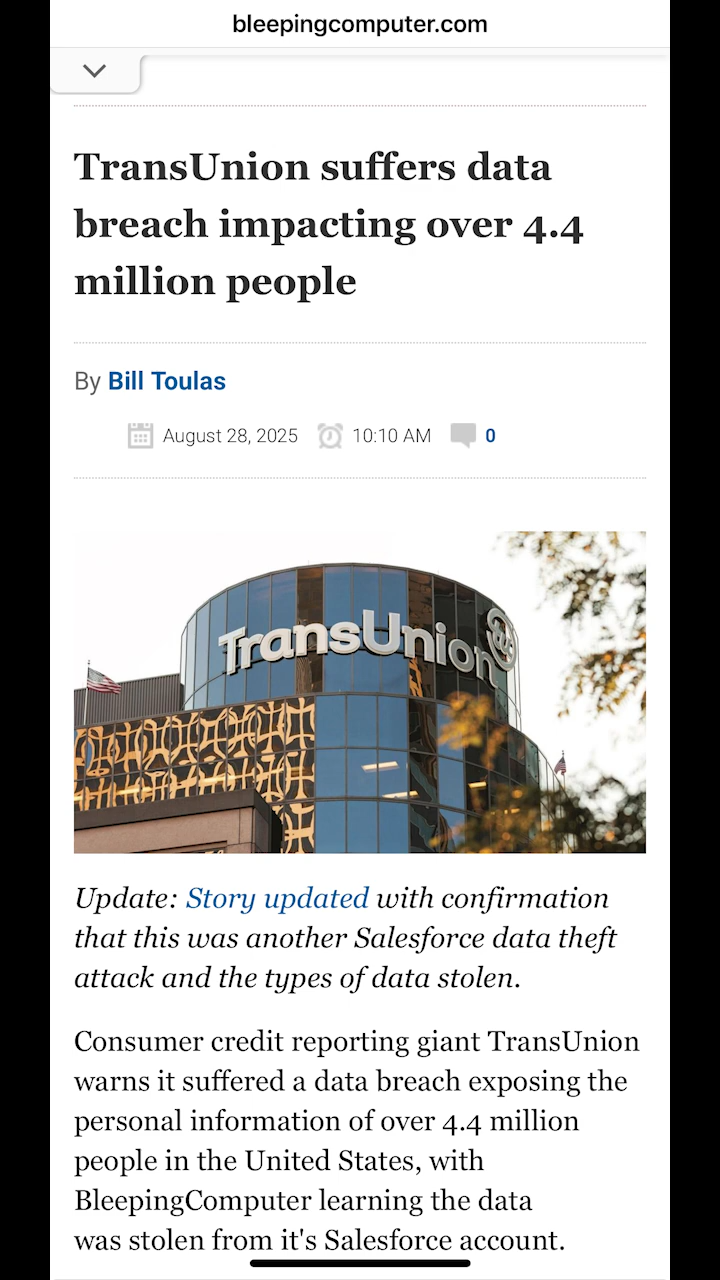 bleepingcomputer.com
TransUnion suffers data
breach impacting over 4.4
million people
By Bill Toulas
August 28, 2025 10:10 AM 0
TransUnion
Update: Story updated with confirmation
that this was another Salesforce data theft
attack and the types of data stolen.
Consumer credit reporting giant TransUnion
warns it suffered a data breach exposing the
personal information of over 4.4 million
people in the United States, with
BleepingComputer learning the data
was stolen from it's Salesforce account.